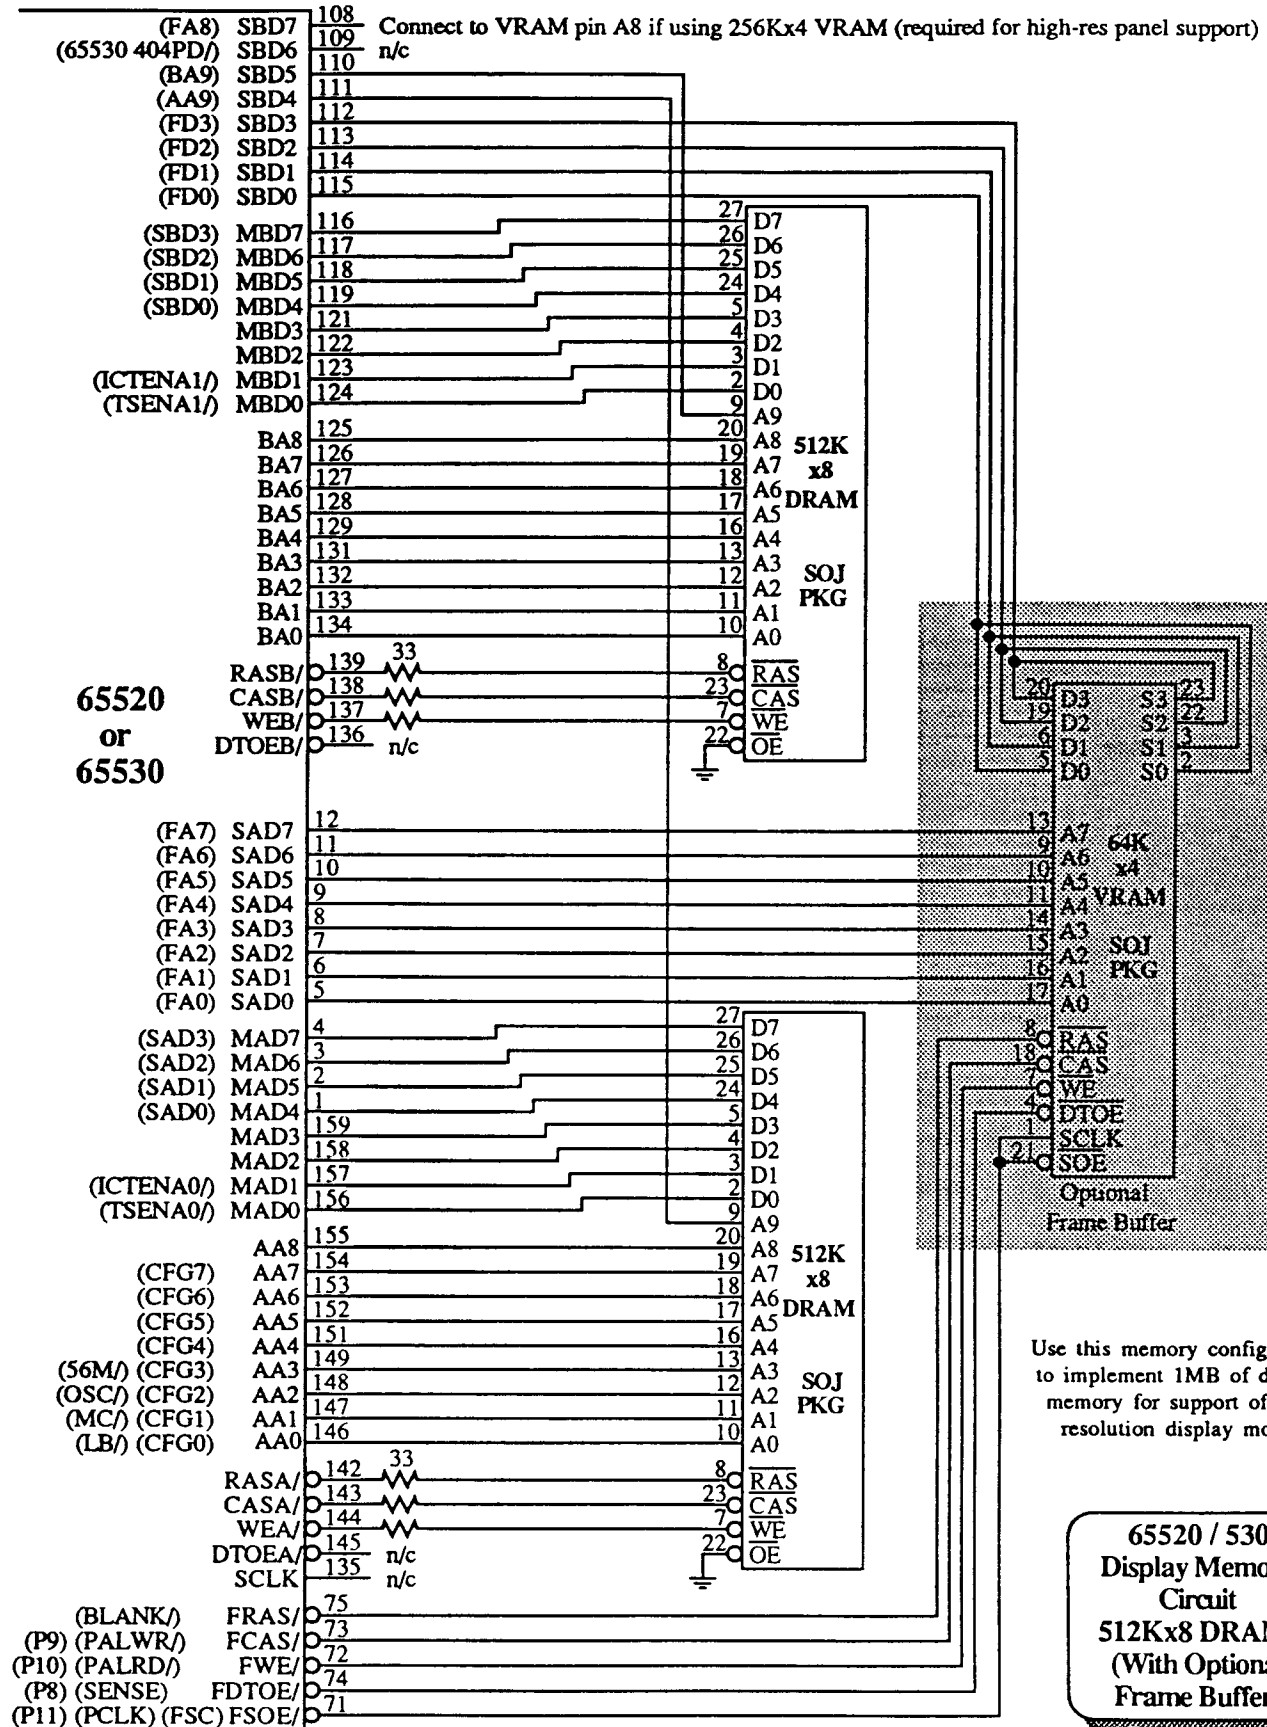 (FA8) SBD7 108 Connect to VRAM pin A8 if using 256Kx4 VRAM (required for high-res panel support)
(65530 404PD/) SBD6 109 n/c
(BA9) SBD5 110
(AA9) SBD4 111
(FD3) SBD3 112
(FD2) SBD2 113
(FD1) SBD1 114
(FD0) SBD0 115
(SBD3) MBD7 116 27 D7
(SBD2) MBD6 117 26 D6
(SBD1) MBD5 118 25 D5
(SBD0) MBD4 119 24 D4
MBD3 121 5 D3
MBD2 122 4 D2
(ICTENA1/) MBD1 123 3 D1
(TSENA1/) MBD0 124 2 D0
9 A9
BA8 125 20 A8
BA7 126 19 A7
BA6 127 18 A6
BA5 128 17 A5
BA4 129 16 A4
BA3 131 13 A3
BA2 132 12 A2
BA1 133 11 A1
BA0 134 10 A0
512K
x8
DRAM
SOJ
PKG
33
RASB/ 139 8 RAS
CASB/ 138 23 CAS
WEB/ 137 7 WE
DTOEB/ 136 n/c 22 OE
65520
or
65530
20 D3 S3 23
19 D2 S2 22
6 D1 S1 3
5 D0 S0 2
(FA7) SAD7 12 13 A7
(FA6) SAD6 11 9 A6
(FA5) SAD5 10 10 A5
(FA4) SAD4 9 11 A4
(FA3) SAD3 8 14 A3
(FA2) SAD2 7 15 A2
(FA1) SAD1 6 16 A1
(FA0) SAD0 5 17 A0
64K
x4
VRAM
SOJ
PKG
8 RAS
18 CAS
7 WE
4 DTOE
1 SCLK
21 SOE
Optional
Frame Buffer
(SAD3) MAD7 4 27 D7
(SAD2) MAD6 3 26 D6
(SAD1) MAD5 2 25 D5
(SAD0) MAD4 1 24 D4
MAD3 159 5 D3
MAD2 158 4 D2
(ICTENA0/) MAD1 157 3 D1
(TSENA0/) MAD0 156 2 D0
9 A9
AA8 155 20 A8
(CFG7) AA7 154 19 A7
(CFG6) AA6 153 18 A6
(CFG5) AA5 152 17 A5
(CFG4) AA4 151 16 A4
(56M/) (CFG3) AA3 149 13 A3
(OSC/) (CFG2) AA2 148 12 A2
(MC/) (CFG1) AA1 147 11 A1
(LB/) (CFG0) AA0 146 10 A0
512K
x8
DRAM
SOJ
PKG
33
RASA/ 142 8 RAS
CASA/ 143 23 CAS
WEA/ 144 7 WE
DTOEA/ 145 n/c 22 OE
SCLK 135 n/c
(BLANK/) FRAS/ 75
(P9) (PALWR/) FCAS/ 73
(P10) (PALRD/) FWE/ 72
(P8) (SENSE) FDTOE/ 74
(P11) (PCLK) (FSC) FSOE/ 71
Use this memory config
to implement 1MB of d
memory for support of
resolution display mo
65520 / 530
Display Memo
Circuit
512Kx8 DRA
(With Option
Frame Buffer